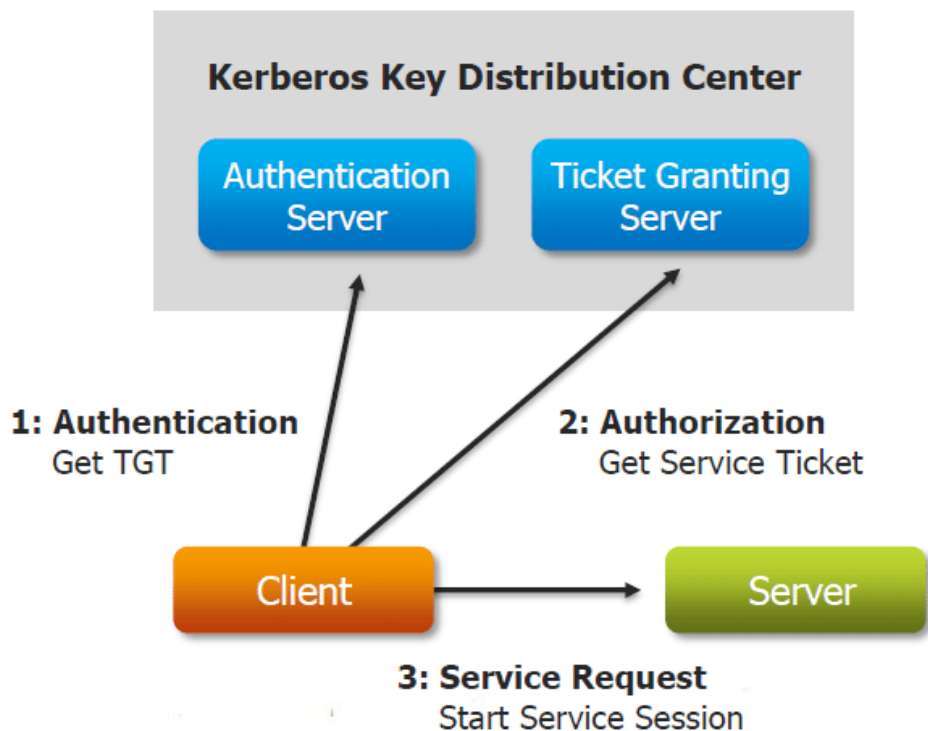 Kerberos Key Distribution Center
Authentication
Server
Ticket Granting
Server
1: Authentication
Get TGT
2: Authorization
Get Service Ticket
Client
Server
3: Service Request
Start Service Session